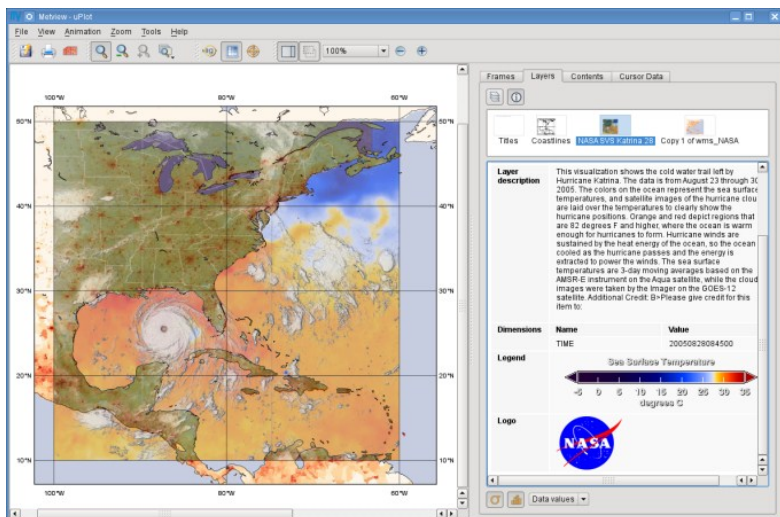 Metview - uPlot
File View Animation Zoom Tools Help
100%
100°W 80°W 60°W
50°N 50°N
40°N 40°N
30°N 30°N
20°N 20°N
10°N 10°N
100°W 80°W 60°W
Frames Layers Contents Cursor Data
Titles Coastlines NASA SVS Katrina 28 Copy 1 of wms_NASA
Layer description
This visualization shows the cold water trail left by
Hurricane Katrina. The data is from August 23 through 30
2005. The colors on the ocean represent the sea surface
temperatures, and satellite images of the hurricane clou
are laid over the temperatures to clearly show the
hurricane positions. Orange and red depict regions that
are 82 degrees F and higher, where the ocean is warm
enough for hurricanes to form. Hurricane winds are
sustained by the heat energy of the ocean, so the ocean
cooled as the hurricane passes and the energy is
extracted to power the winds. The sea surface
temperatures are 3-day moving averages based on the
AMSR-E instrument on the Aqua satellite, while the cloud
images were taken by the Imager on the GOES-12
satellite. Additional Credit: B>Please give credit for this
item to:
Dimensions Name Value
TIME 20050828084500
Legend
Sea Surface Temperature
-5 0 5 10 15 20 25 30 35
degrees C
Logo
NASA
Data values